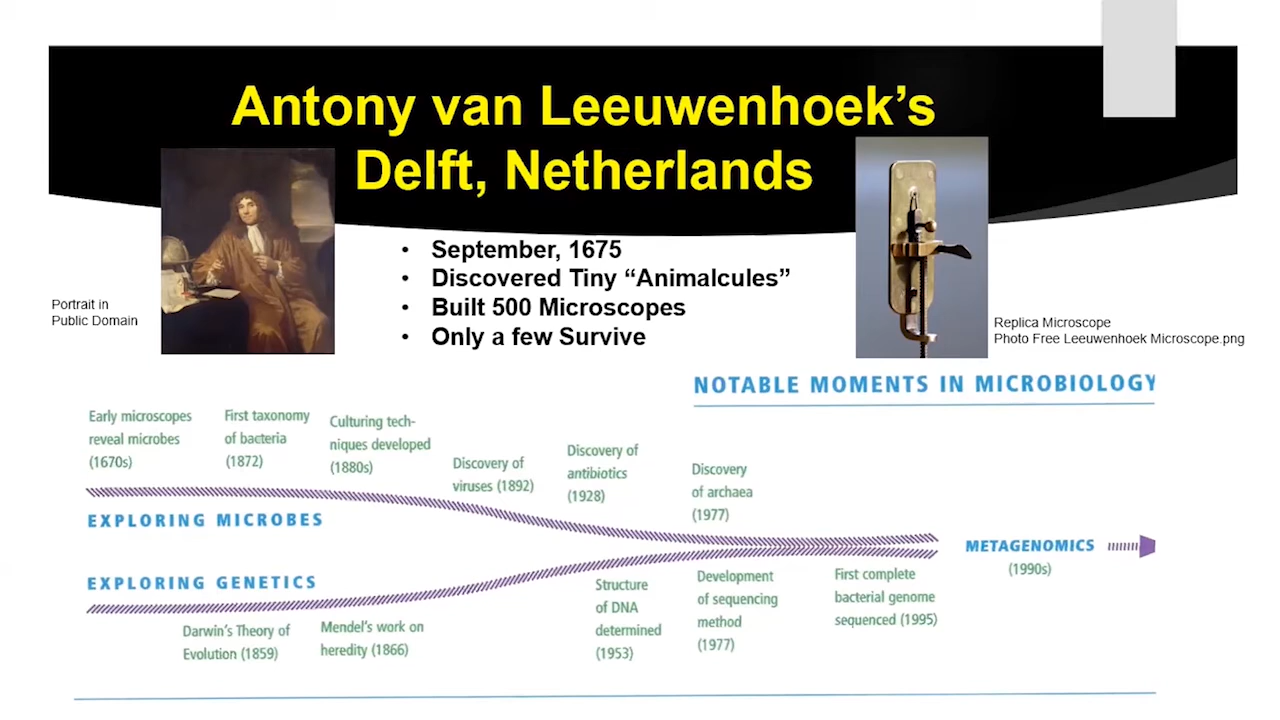 Antony van Leeuwenhoek’s
Delft, Netherlands
• September, 1675
• Discovered Tiny “Animalcules”
• Built 500 Microscopes
• Only a few Survive
Portrait in
Public Domain
Replica Microscope
Photo Free Leeuwenhoek Microscope.png
NOTABLE MOMENTS IN MICROBIOLOGY
Early microscopes
reveal microbes
(1670s)
First taxonomy
of bacteria
(1872)
Culturing tech-
niques developed
(1880s)
Discovery of
viruses (1892)
Discovery of
antibiotics
(1928)
Discovery
of archaea
(1977)
EXPLORING MICROBES
METAGENOMICS
(1990s)
EXPLORING GENETICS
Darwin’s Theory of
Evolution (1859)
Mendel’s work on
heredity (1866)
Structure
of DNA
determined
(1953)
Development
of sequencing
method
(1977)
First complete
bacterial genome
sequenced (1995)